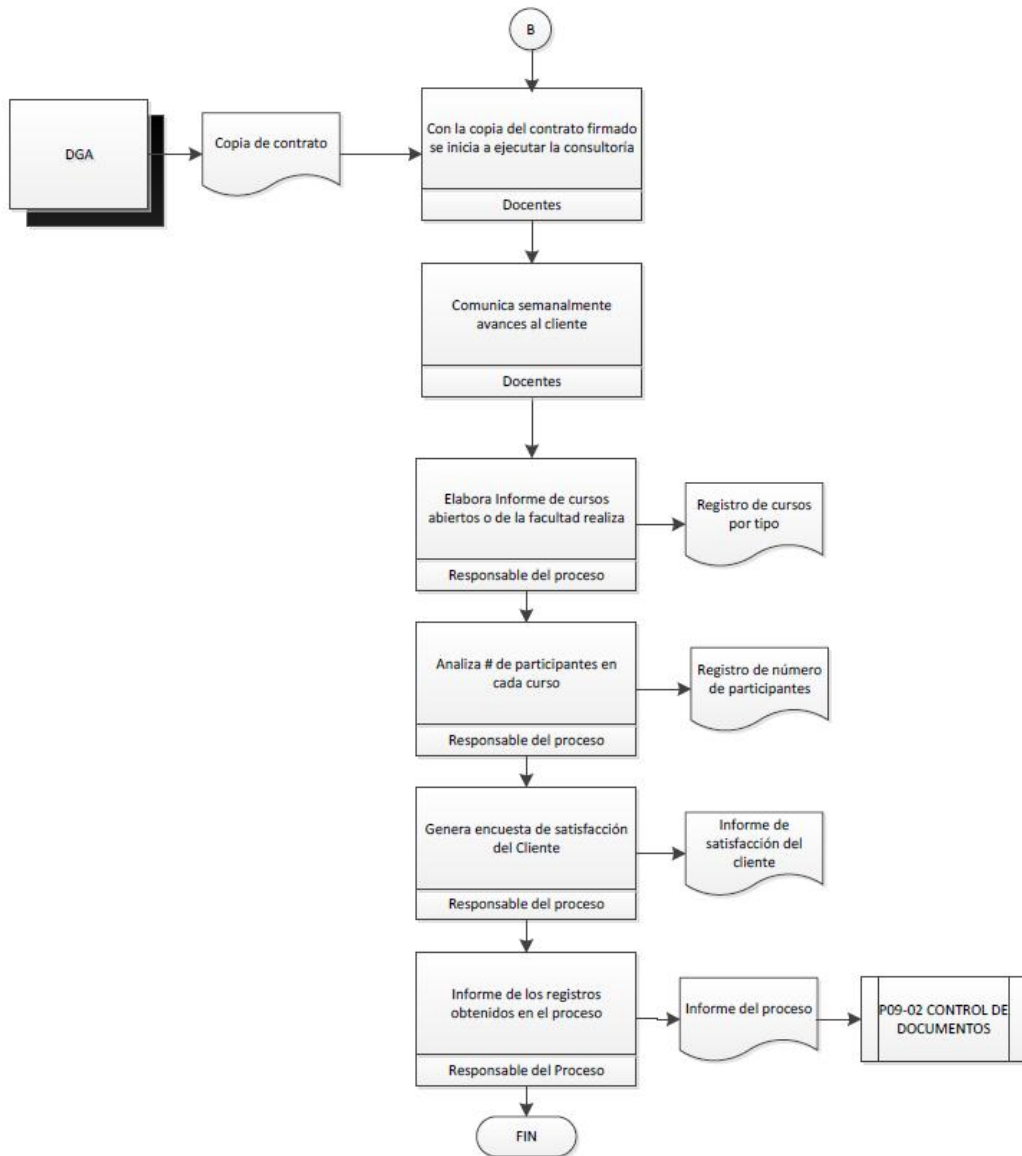 B
DGA
Copia de contrato
Con la copia del contrato firmado
se inicia a ejecutar la consultoría
Docentes
Comunica semanalmente
avances al cliente
Docentes
Elabora Informe de cursos
abiertos o de la facultad realiza
Responsable del proceso
Registro de cursos
por tipo
Analiza # de participantes en
cada curso
Responsable del proceso
Registro de número
de participantes
Genera encuesta de satisfacción
del Cliente
Responsable del proceso
Informe de
satisfacción del
cliente
Informe de los registros
obtenidos en el proceso
Responsable del Proceso
Informe del proceso
P09-02 CONTROL DE
DOCUMENTOS
FIN